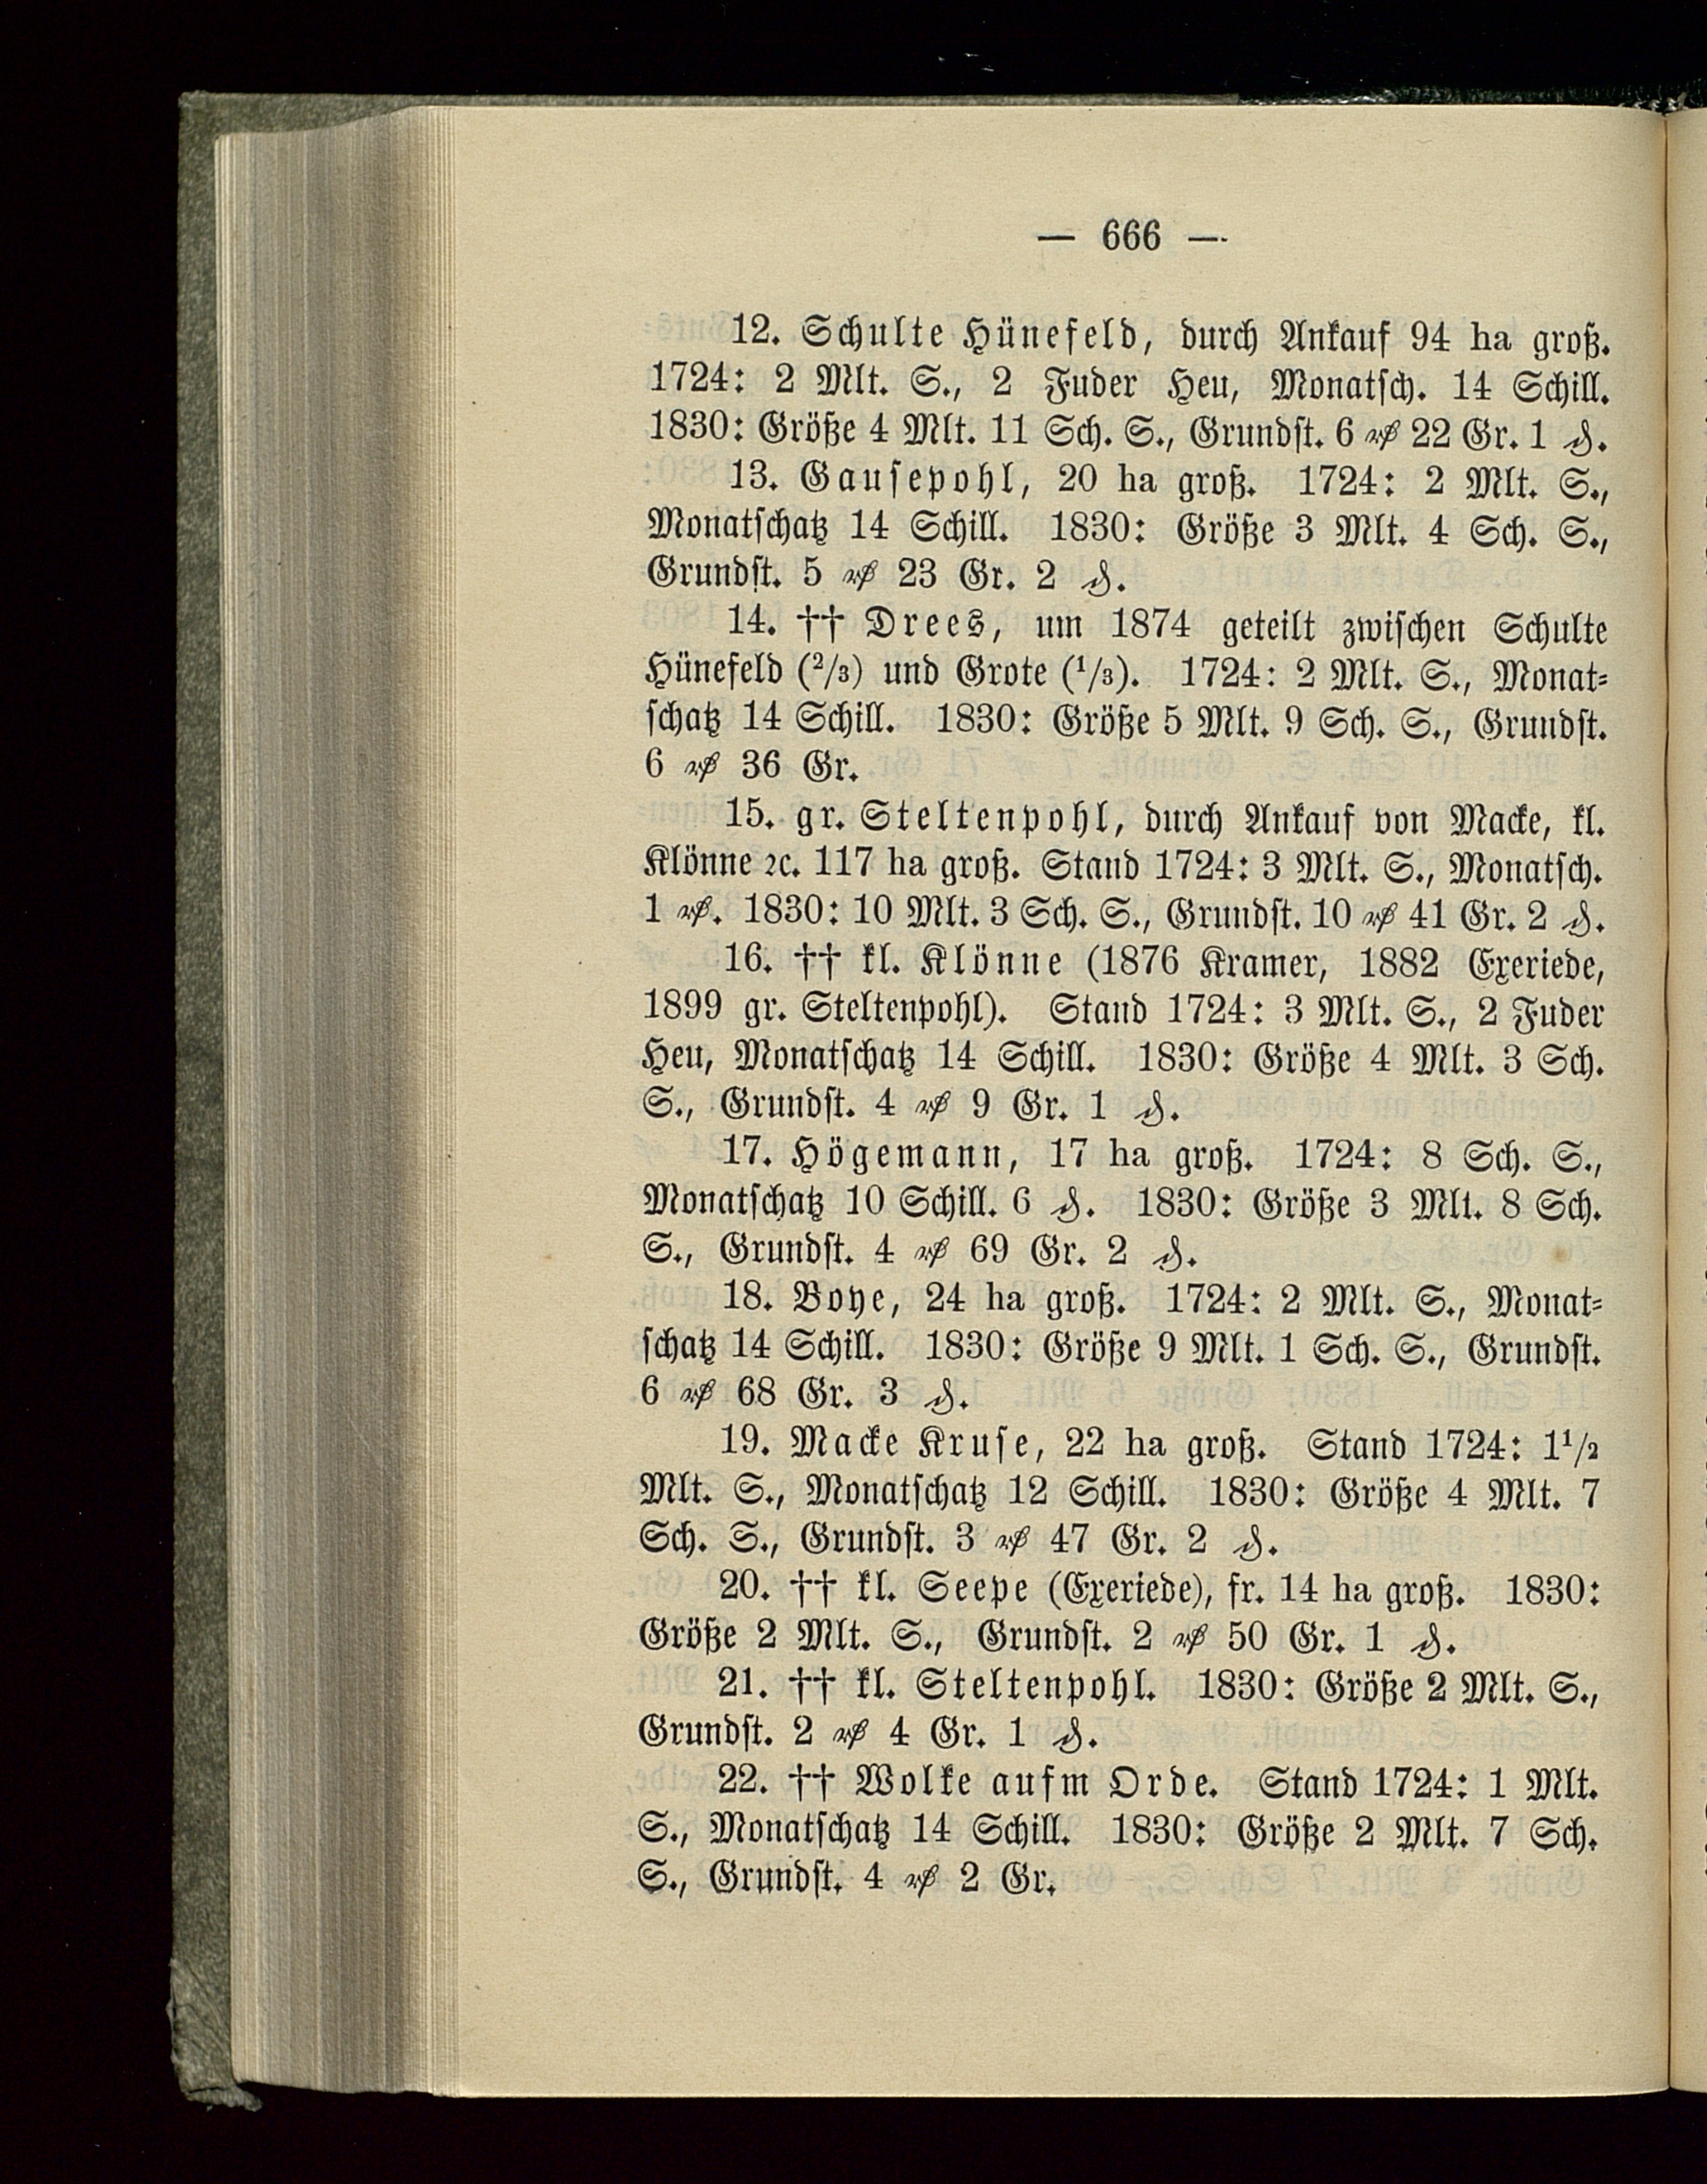 — 666 —
12. Schulte Hünefeld, durch Ankauf 94 ha groß.
1724: 2 Mlt. S., 2 Fuder Heu, Monatsch. 14 Schill.
1830: Größe 4 Mlt. 11 Sch. S., Grundst. 6 ₰ 22 Gr. 1 ₰.
13. Gausepohl, 20 ha groß. 1724: 2 Mlt. S.,
Monatschatz 14 Schill. 1830: Größe 3 Mlt. 4 Sch. S.,
Grundst. 5 ₰ 23 Gr. 2 ₰.
14. †† Drees, um 1874 geteilt zwischen Schulte
Hünefeld (²/₃) und Grote (¹/₃). 1724: 2 Mlt. S., Monat-
schatz 14 Schill. 1830: Größe 5 Mlt. 9 Sch. S., Grundst.
6 ₰ 36 Gr.
15. gr. Steltenpohl, durch Ankauf von Macke, kl.
Klönne ꝛc. 117 ha groß. Stand 1724: 3 Mlt. S., Monatsch.
1 ₰. 1830: 10 Mlt. 3 Sch. S., Grundst. 10 ₰ 41 Gr. 2 ₰.
16. †† kl. Klönne (1876 Kramer, 1882 Exeriede,
1899 gr. Steltenpohl). Stand 1724: 3 Mlt. S., 2 Fuder
Heu, Monatschatz 14 Schill. 1830: Größe 4 Mlt. 3 Sch.
S., Grundst. 4 ₰ 9 Gr. 1 ₰.
17. Högemann, 17 ha groß. 1724: 8 Sch. S.,
Monatschatz 10 Schill. 6 ₰. 1830: Größe 3 Mlt. 8 Sch.
S., Grundst. 4 ₰ 69 Gr. 2 ₰.
18. Boye, 24 ha groß. 1724: 2 Mlt. S., Monat-
schatz 14 Schill. 1830: Größe 9 Mlt. 1 Sch. S., Grundst.
6 ₰ 68 Gr. 3 ₰.
19. Macke Kruse, 22 ha groß. Stand 1724: 1¹/₂
Mlt. S., Monatschatz 12 Schill. 1830: Größe 4 Mlt. 7
Sch. S., Grundst. 3 ₰ 47 Gr. 2 ₰.
20. †† kl. Seepe (Exeriede), fr. 14 ha groß. 1830:
Größe 2 Mlt. S., Grundst. 2 ₰ 50 Gr. 1 ₰.
21. †† kl. Steltenpohl. 1830: Größe 2 Mlt. S.,
Grundst. 2 ₰ 4 Gr. 1 ₰.
22. †† Wolke aufm Orde. Stand 1724: 1 Mlt.
S., Monatschatz 14 Schill. 1830: Größe 2 Mlt. 7 Sch.
S., Grundst. 4 ₰ 2 Gr.